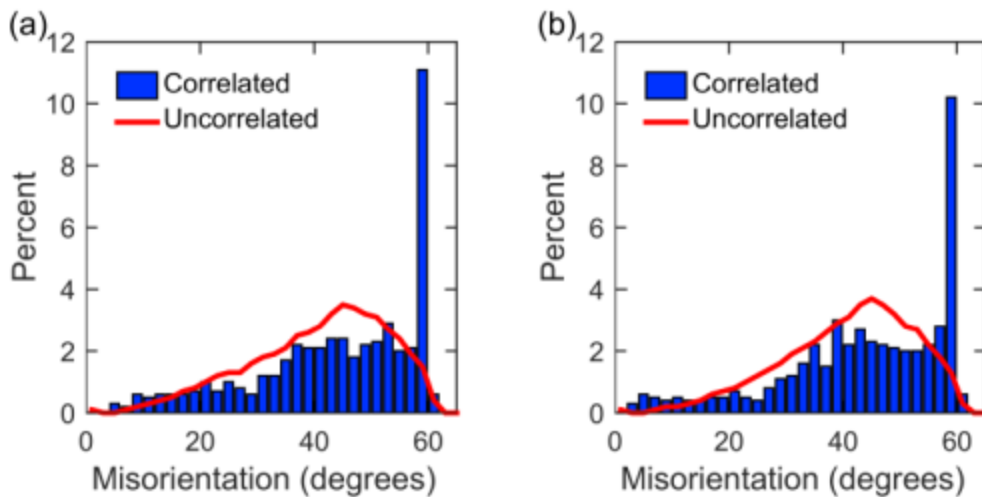 (a)
12
10
8
6
4
2
0
Percent
Correlated
Uncorrelated
0 20 40 60
Misorientation (degrees)
(b)
12
10
8
6
4
2
0
Percent
Correlated
Uncorrelated
0 20 40 60
Misorientation (degrees)